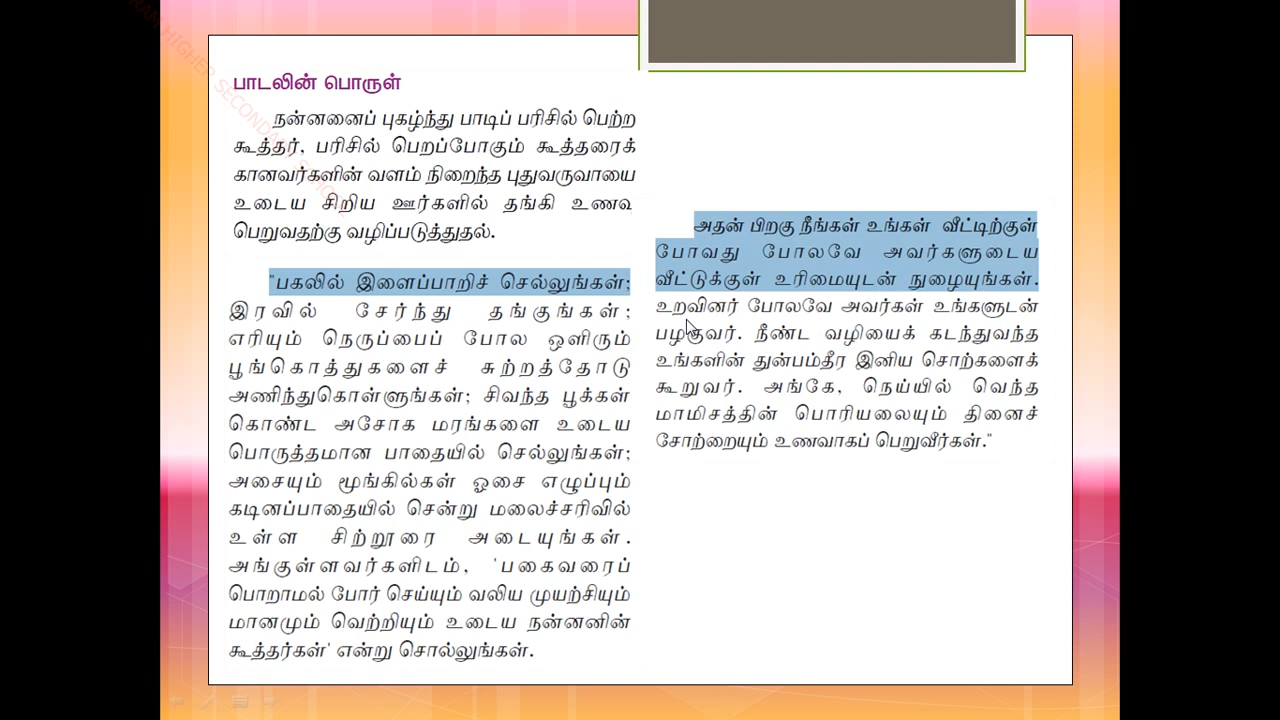 பாடலின் பொருள்
நன்னனைப் புகழ்ந்து பாடிப் பரிசில் பெற்ற
கூத்தர், பரிசில் பெறப்போகும் கூத்தரைக்
கானவர்களின் வளம் நிறைந்த புதுவருவாயை
உடைய சிறிய ஊர்களில் தங்கி உணவு
பெறுவதற்கு வழிப்படுத்துதல்.
"பகலில் இளைப்பாறிச் செல்லுங்கள்;
இரவில் சேர்ந்து தங்குங்கள்;
எரியும் நெருப்பைப் போல ஒளிரும்
பூங்கொத்துகளைச் சுற்றத்தோடு
அணிந்துகொள்ளுங்கள்; சிவந்த பூக்கள்
கொண்ட அசோக மரங்களை உடைய
பொருத்தமான பாதையில் செல்லுங்கள்;
அசையும் மூங்கில்கள் ஓசை எழுப்பும்
கடினப்பாதையில் சென்று மலைச்சரிவில்
உள்ள சிற்றூரை அடையுங்கள்.
அங்குள்ளவர்களிடம், 'பகைவரைப்
பொறாமல் போர் செய்யும் வலிய முயற்சியும்
மானமும் வெற்றியும் உடைய நன்னனின்
கூத்தர்கள்' என்று சொல்லுங்கள்.
அதன் பிறகு நீங்கள் உங்கள் வீட்டிற்குள்
போவது போலவே அவர்களுடைய
வீட்டுக்குள் உரிமையுடன் நுழையுங்கள்.
உறவினர் போலவே அவர்கள் உங்களுடன்
பழகுவர். நீண்ட வழியைக் கடந்துவந்த
உங்களின் துன்பம்தீர இனிய சொற்களைக்
கூறுவர். அங்கே, நெய்யில் வெந்த
மாமிசத்தின் பொரியலையும் தினைச்
சோற்றையும் உணவாகப் பெறுவீர்கள்."
HIGHER SECONDARY